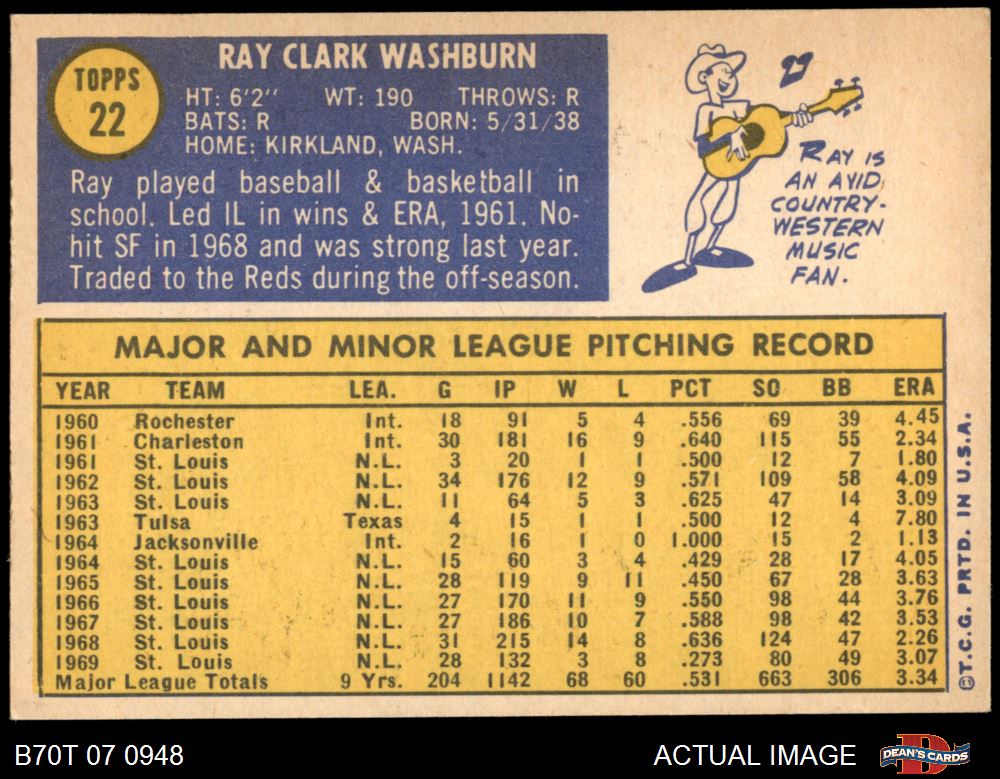 TOPPS
22
RAY CLARK WASHBURN
HT: 6'2" WT: 190 THROWS: R
BATS: R BORN: 5/31/38
HOME: KIRKLAND, WASH.
Ray played baseball & basketball in
school. Led IL in wins & ERA, 1961. No-
hit SF in 1968 and was strong last year.
Traded to the Reds during the off-season.
RAY IS
AN AVID,
COUNTRY-
WESTERN
MUSIC
FAN.
MAJOR AND MINOR LEAGUE PITCHING RECORD
YEAR TEAM LEA. G IP W L PCT SO BB ERA
1960 Rochester Int. 18 91 5 4 .556 69 39 4.45
1961 Charleston Int. 30 181 16 9 .640 115 55 2.34
1961 St. Louis N.L. 3 20 1 1 .500 12 7 1.80
1962 St. Louis N.L. 34 176 12 9 .571 109 58 4.09
1963 St. Louis N.L. 11 64 5 3 .625 47 14 3.09
1963 Tulsa Texas 4 15 1 1 .500 12 4 7.80
1964 Jacksonville Int. 2 16 1 0 1.000 15 2 1.13
1964 St. Louis N.L. 15 60 3 4 .429 28 17 4.05
1965 St. Louis N.L. 28 119 9 11 .450 67 28 3.63
1966 St. Louis N.L. 27 170 11 9 .550 98 44 3.76
1967 St. Louis N.L. 27 186 10 7 .588 98 42 3.53
1968 St. Louis N.L. 31 215 14 8 .636 124 47 2.26
1969 St. Louis N.L. 28 132 3 8 .273 80 49 3.07
Major League Totals 9 Yrs. 204 1142 68 60 .531 663 306 3.34
©T.C.G. PRTD. IN U.S.A.
B70T 07 0948
ACTUAL IMAGE
DEAN'S CARDS